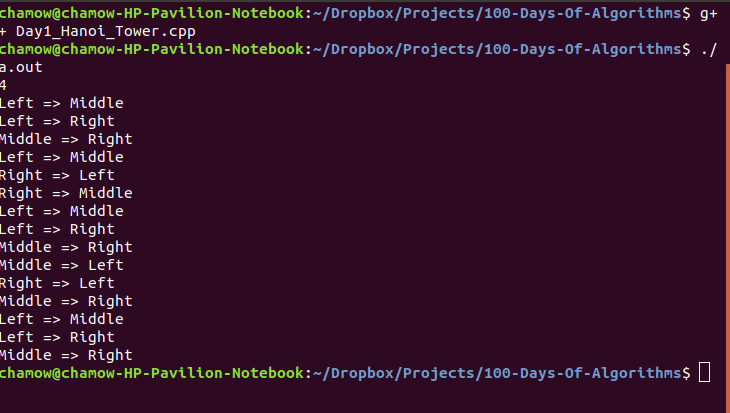 chamow@chamow-HP-Pavilion-Notebook:~/Dropbox/Projects/100-Days-Of-Algorithms$ g+
+ Day1_Hanoi_Tower.cpp
chamow@chamow-HP-Pavilion-Notebook:~/Dropbox/Projects/100-Days-Of-Algorithms$ ./
a.out
4
Left => Middle
Left => Right
Middle => Right
Left => Middle
Right => Left
Right => Middle
Left => Middle
Left => Right
Middle => Right
Middle => Left
Right => Left
Middle => Right
Left => Middle
Left => Right
Middle => Right
chamow@chamow-HP-Pavilion-Notebook:~/Dropbox/Projects/100-Days-Of-Algorithms$